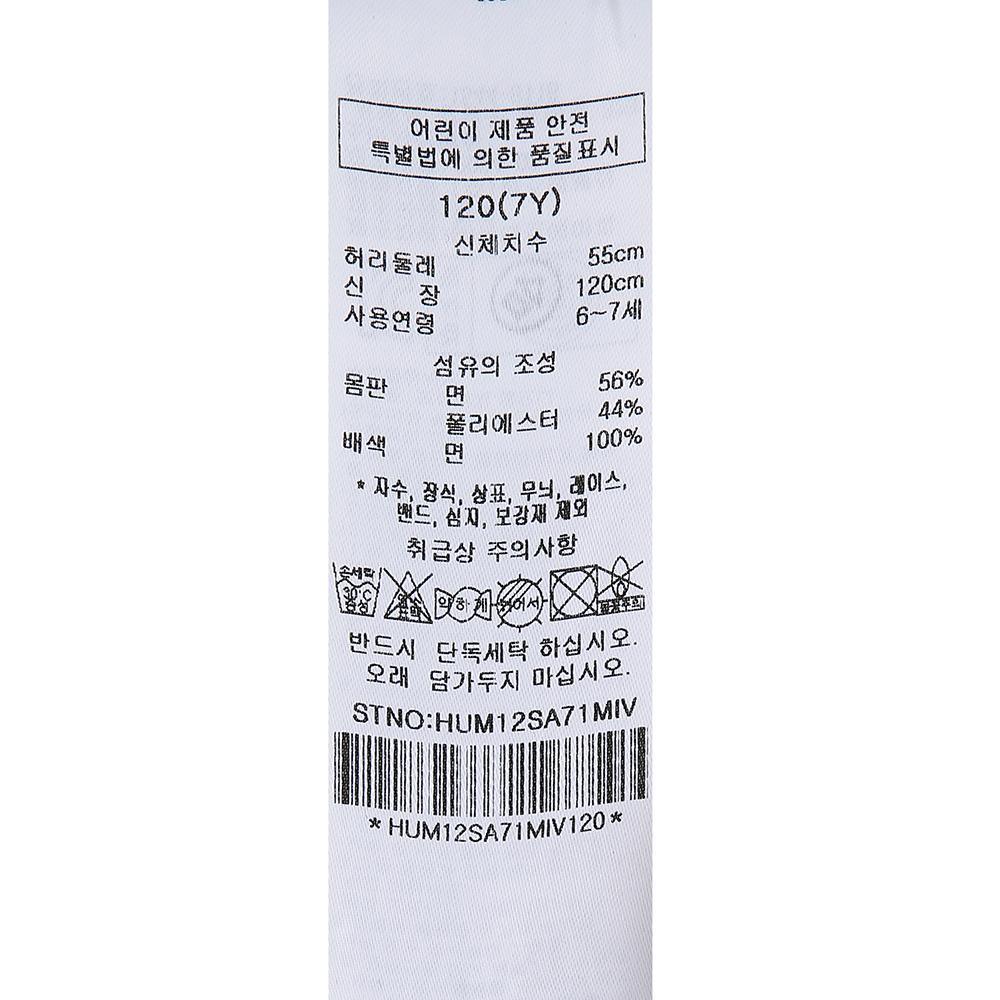 어린이 제품 안전
특별법에 의한 품질표시
120(7Y)
신체치수
허리둘레 55cm
신 장 120cm
사용연령 6~7세
섬유의 조성
몸판 면 56%
폴리에스터 44%
배색 면 100%
* 자수, 장식, 상표, 무늬, 레이스,
밴드, 심지, 보강재 제외
취급상 주의사항
손세탁 30℃ 중성 염소 표백 약하게 뉘어서
반드시 단독세탁 하십시오.
오래 담가두지 마십시오.
STNO:HUM12SA71MIV
*HUM12SA71MIV120*